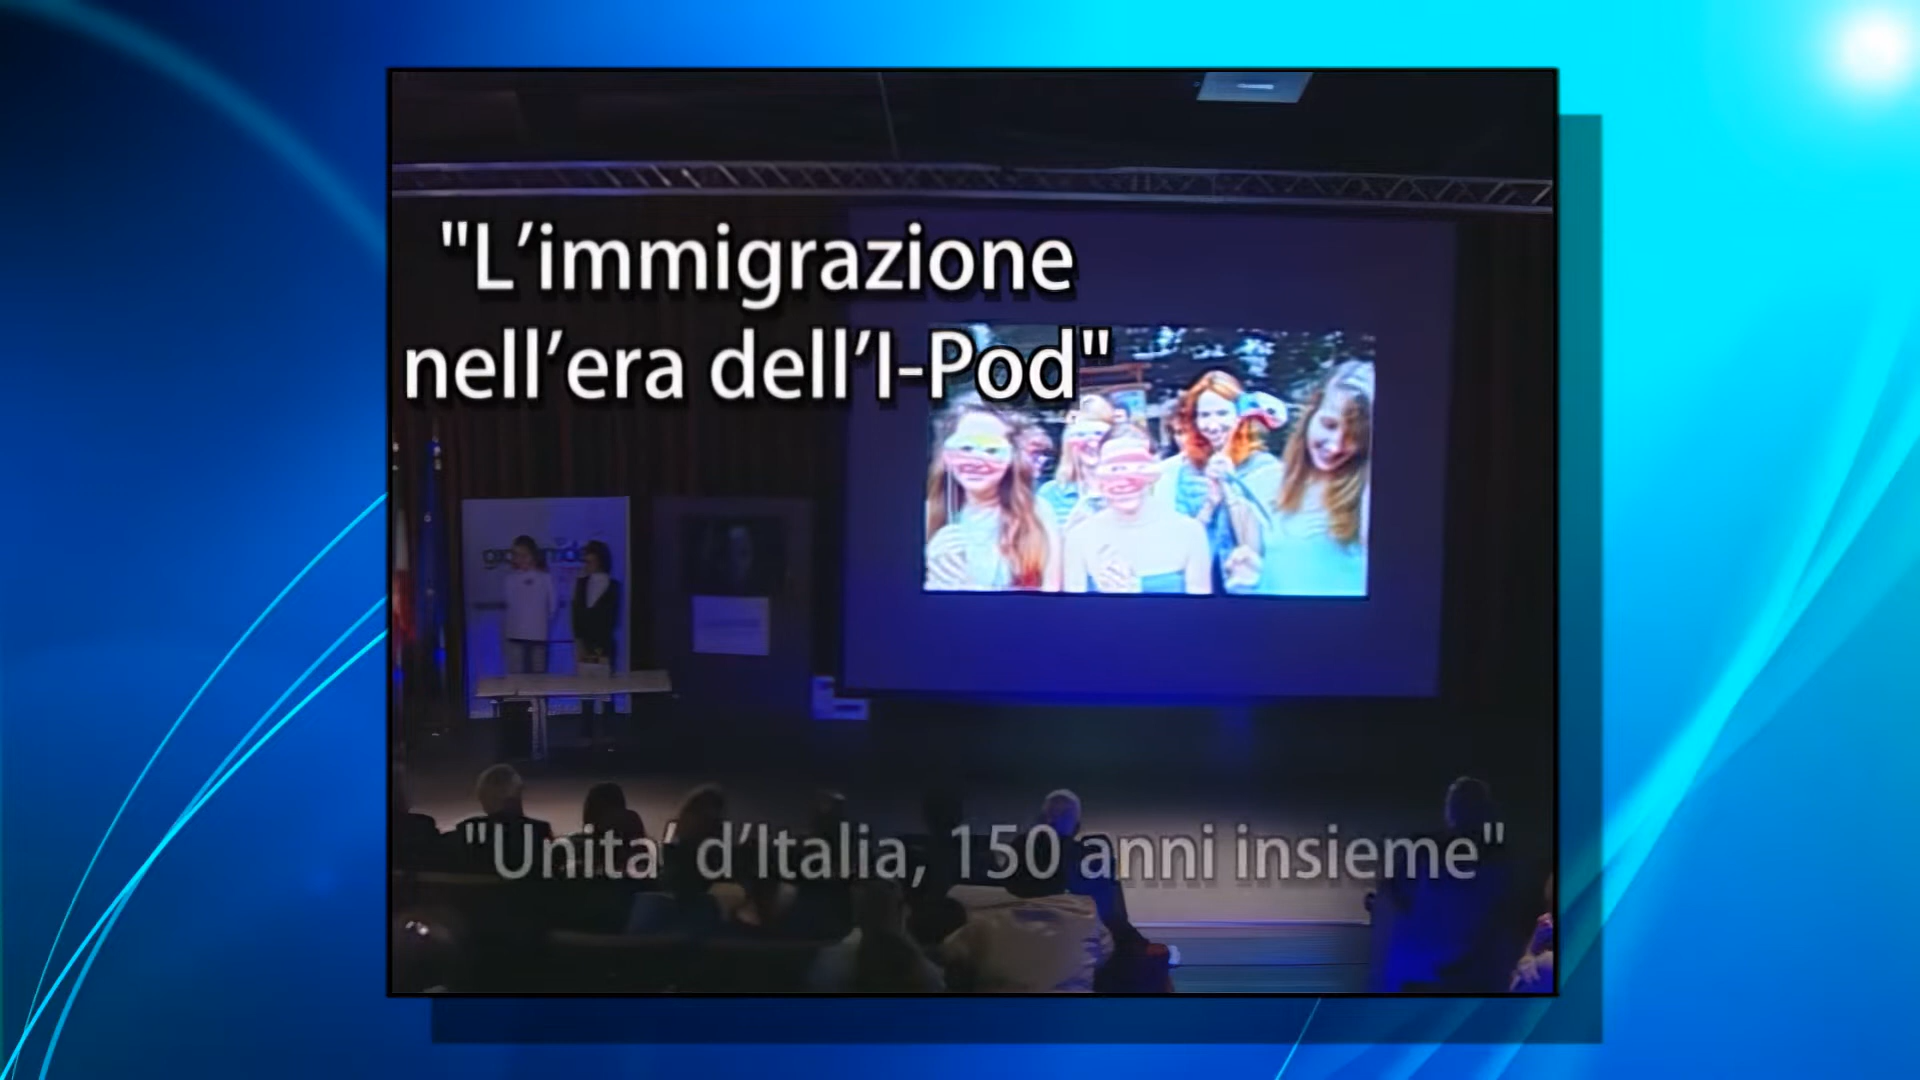 "L'immigrazione
nell'era dell'I-Pod"
"Unita' d'Italia, 150 anni insieme"